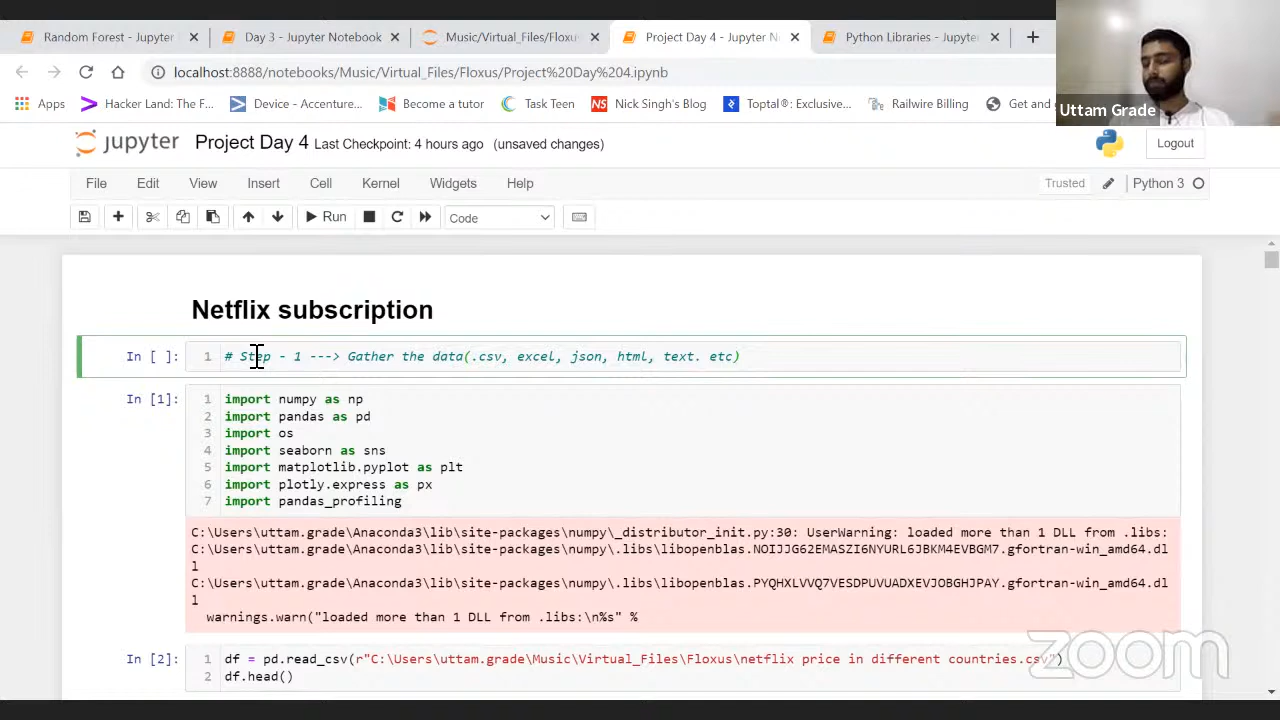 Random Forest - Jupyter
Day 3 - Jupyter Notebook
Music/Virtual_Files/Floxus
Project Day 4 - Jupyter N
Python Libraries - Jupyter
localhost:8888/notebooks/Music/Virtual_Files/Floxus/Project%20Day%204.ipynb
Apps
Hacker Land: The F...
Device - Accenture...
Become a tutor
Task Teen
NS
Nick Singh's Blog
Toptal®: Exclusive...
Railwire Billing
Get and
Uttam Grade
jupyter
Project Day 4 Last Checkpoint: 4 hours ago (unsaved changes)
Logout
File Edit View Insert Cell Kernel Widgets Help
Trusted
Python 3
Run
Code
Netflix subscription
In [ ]:
1 # Step - 1 ---> Gather the data(.csv, excel, json, html, text. etc)
In [1]:
1 import numpy as np
2 import pandas as pd
3 import os
4 import seaborn as sns
5 import matplotlib.pyplot as plt
6 import plotly.express as px
7 import pandas_profiling
C:\Users\uttam.grade\Anaconda3\lib\site-packages\numpy\_distributor_init.py:30: UserWarning: loaded more than 1 DLL from .libs:
C:\Users\uttam.grade\Anaconda3\lib\site-packages\numpy\.libs\libopenblas.NOIJJG62EMASZI6NYURL6JBKM4EVBGM7.gfortran-win_amd64.dl
l
C:\Users\uttam.grade\Anaconda3\lib\site-packages\numpy\.libs\libopenblas.PYQHXLVVQ7VESDPUVUADXEVJOBGHJPAY.gfortran-win_amd64.dl
l
warnings.warn("loaded more than 1 DLL from .libs:\n%s" %
In [2]:
1 df = pd.read_csv(r"C:\Users\uttam.grade\Music\Virtual_Files\Floxus\netflix price in different countries.csv")
2 df.head()
zoom